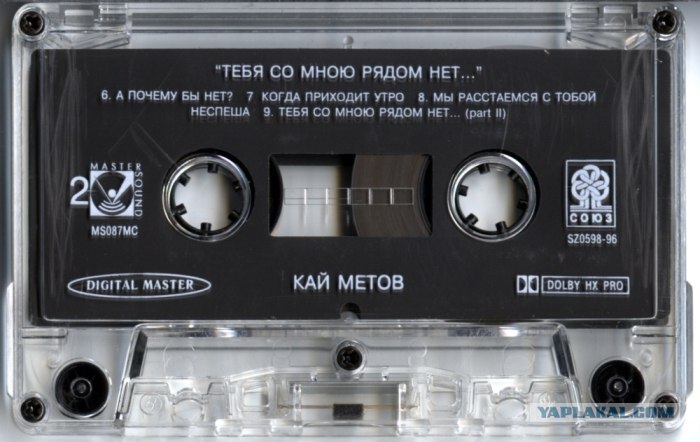 "ТЕБЯ СО МНОЮ РЯДОМ НЕТ..."
6. А ПОЧЕМУ БЫ НЕТ? 7 КОГДА ПРИХОДИТ УТРО 8. МЫ РАССТАЕМСЯ С ТОБОЙ
НЕСПЕША 9. ТЕБЯ СО МНОЮ РЯДОМ НЕТ... (part II)
2
MASTER
SOUND
MS087MC
СОЮЗ
SZ0598-96
DIGITAL MASTER
КАЙ МЕТОВ
DOLBY HX PRO
YAPLAKAL.COM